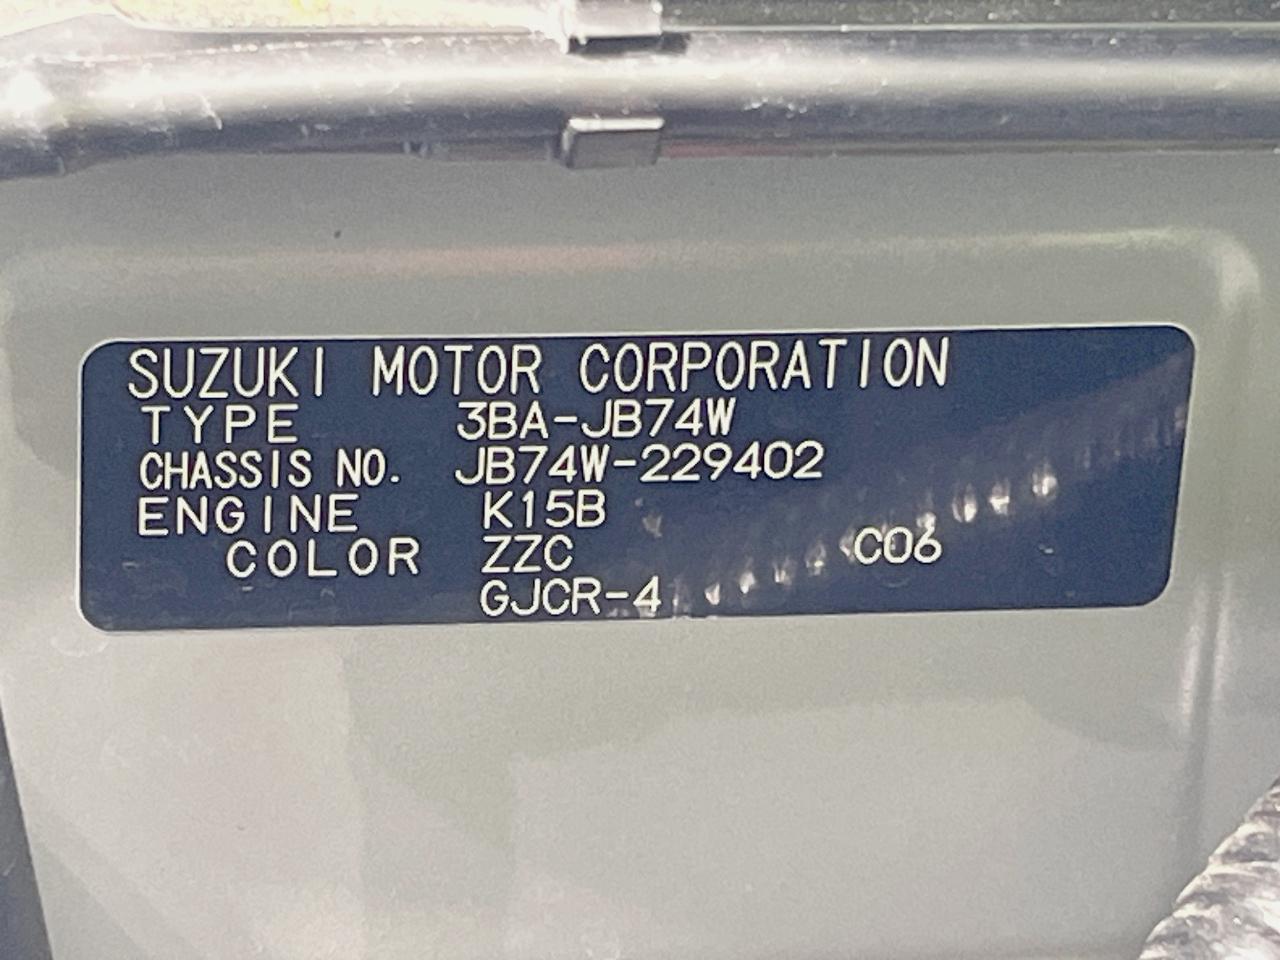 SUZUKI MOTOR CORPORATION
TYPE 3BA-JB74W
CHASSIS NO. JB74W-229402
ENGINE K15B
COLOR ZZC C06
GJCR-4